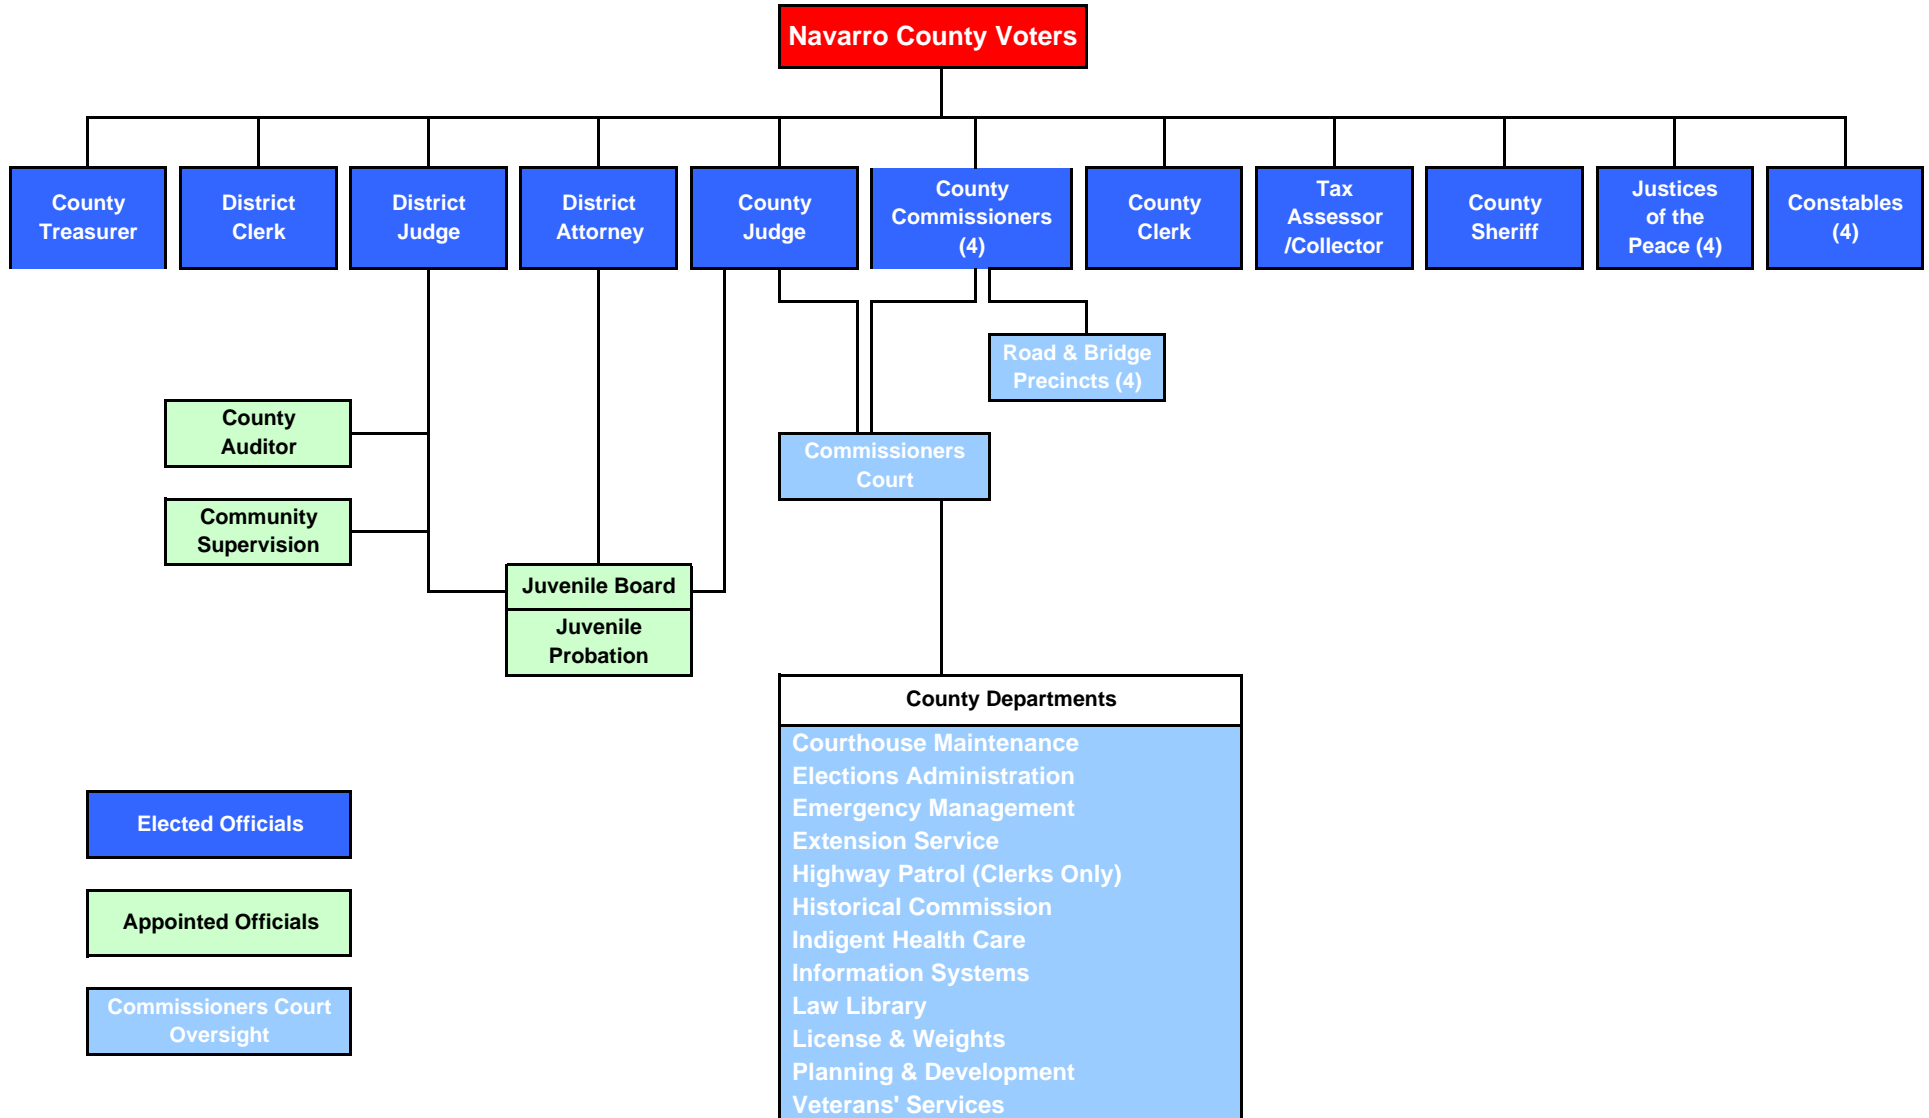 Navarro County Voters
County
Treasurer
District
Clerk
District
Judge
District
Attorney
County
Judge
County
Commissioners
(4)
County
Clerk
Tax
Assessor
/Collector
County
Sheriff
Justices
of the
Peace (4)
Constables
(4)
Road & Bridge
Precincts (4)
County
Auditor
Commissioners
Court
Community
Supervision
Juvenile Board
Juvenile
Probation
County Departments
Courthouse Maintenance
Elections Administration
Emergency Management
Extension Service
Highway Patrol (Clerks Only)
Historical Commission
Indigent Health Care
Information Systems
Law Library
License & Weights
Planning & Development
Veterans' Services
Elected Officials
Appointed Officials
Commissioners Court
Oversight